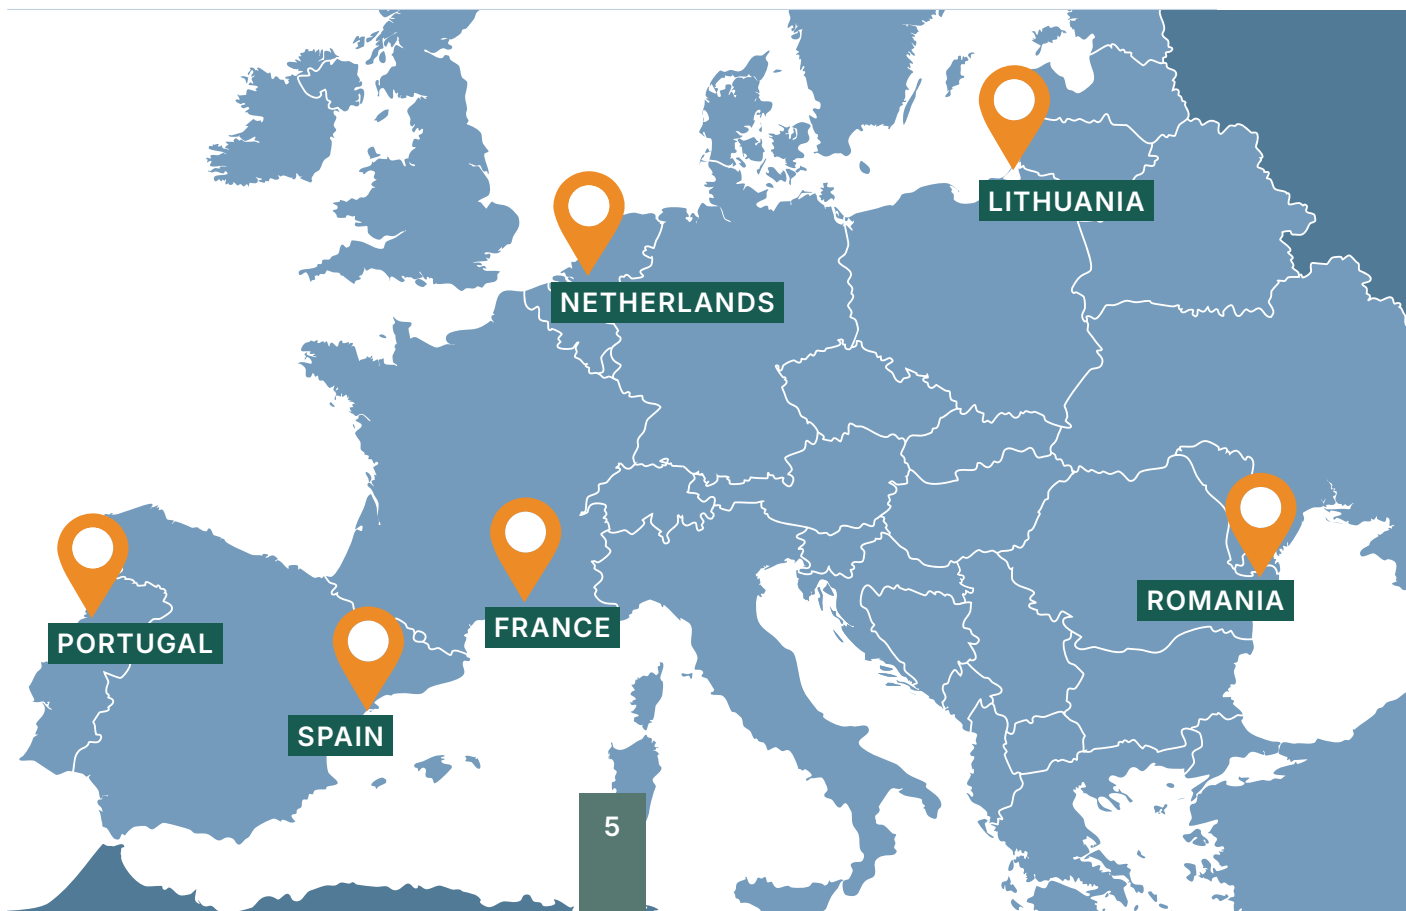 LITHUANIA
NETHERLANDS
ROMANIA
FRANCE
PORTUGAL
SPAIN
5